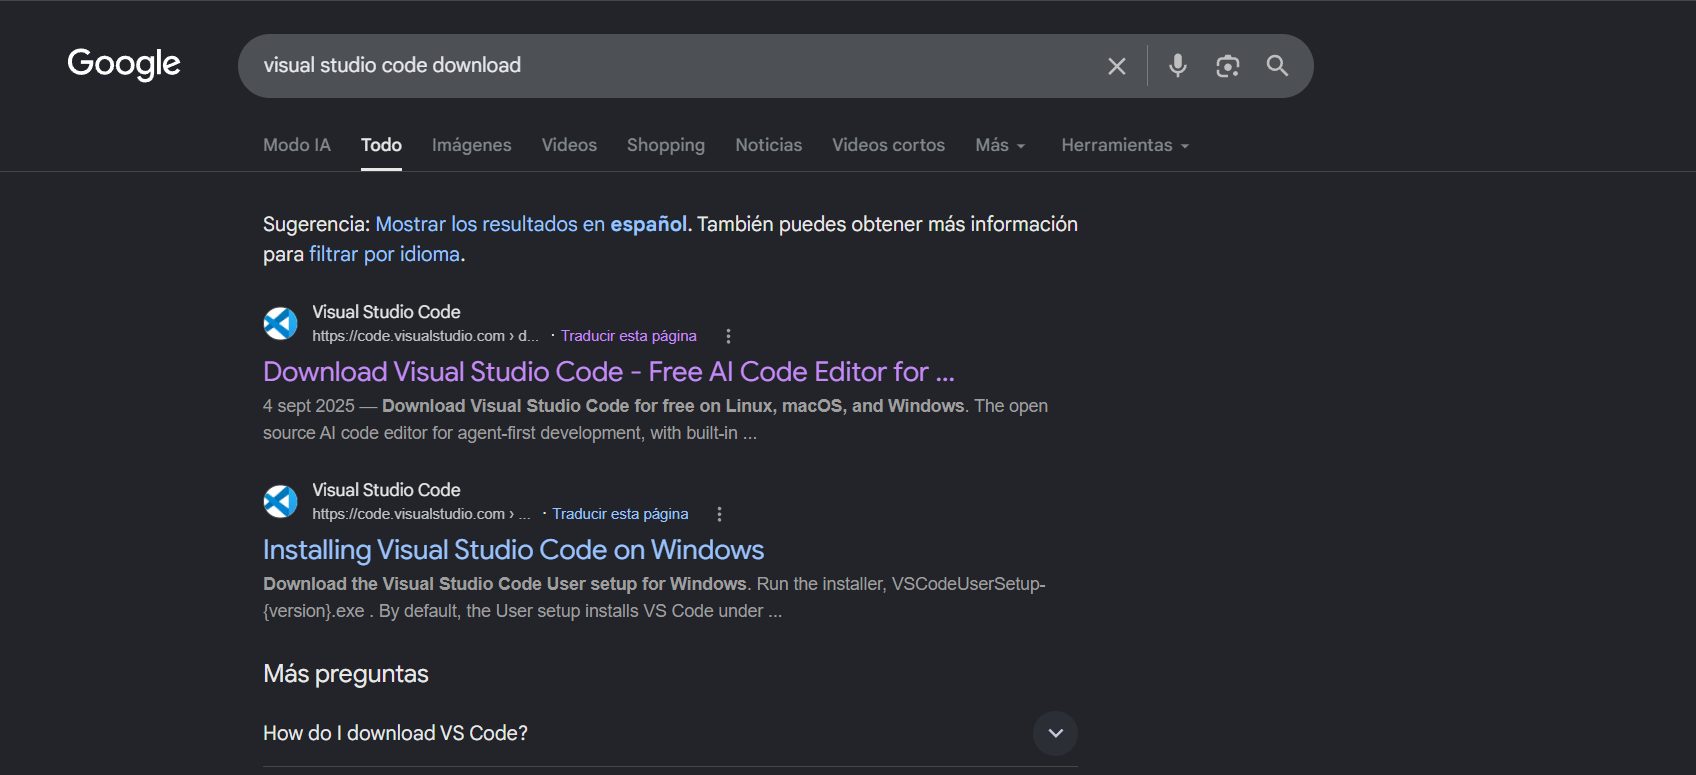 Google
visual studio code download
Modo IA Todo Imágenes Videos Shopping Noticias Videos cortos Más Herramientas
Sugerencia: Mostrar los resultados en español. También puedes obtener más información
para filtrar por idioma.
Visual Studio Code
https://code.visualstudio.com › d... · Traducir esta página
Download Visual Studio Code - Free AI Code Editor for ...
4 sept 2025 — Download Visual Studio Code for free on Linux, macOS, and Windows. The open
source AI code editor for agent-first development, with built-in ...
Visual Studio Code
https://code.visualstudio.com › ... · Traducir esta página
Installing Visual Studio Code on Windows
Download the Visual Studio Code User setup for Windows. Run the installer, VSCodeUserSetup-
{version}.exe . By default, the User setup installs VS Code under ...
Más preguntas
How do I download VS Code?